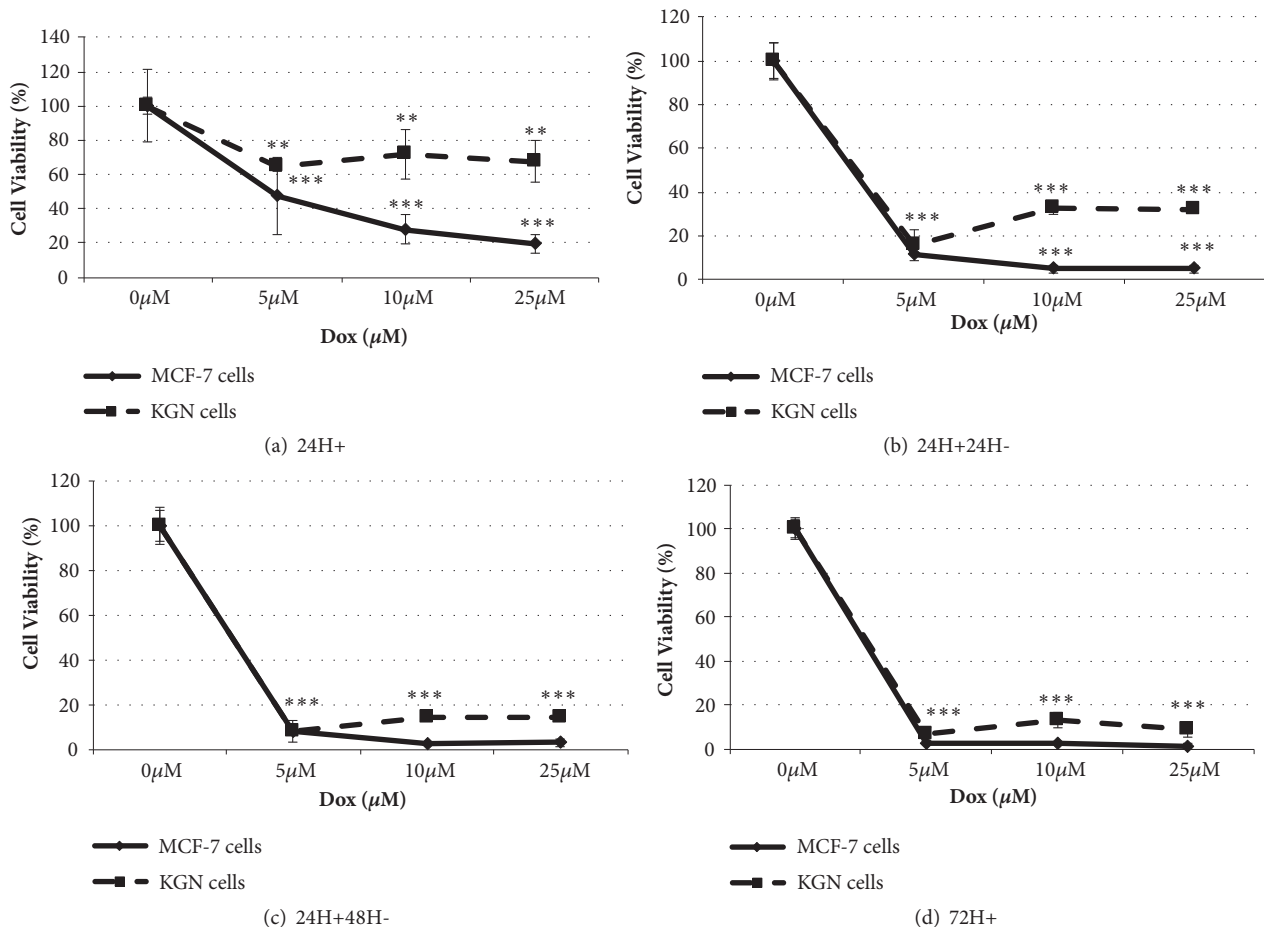 140
120
100
80
60
40
20
0
Cell Viability (%)
**
**
**
***
***
***
0μM 5μM 10μM 25μM
Dox (μM)
MCF-7 cells
KGN cells
(a) 24H+
120
100
80
60
40
20
0
Cell Viability (%)
***
***
***
***
***
0μM 5μM 10μM 25μM
Dox (μM)
MCF-7 cells
KGN cells
(b) 24H+24H-
120
100
80
60
40
20
0
Cell Viability (%)
***
***
***
0μM 5μM 10μM 25μM
Dox (μM)
MCF-7 cells
KGN cells
(c) 24H+48H-
120
100
80
60
40
20
0
Cell Viability (%)
***
***
***
0μM 5μM 10μM 25μM
Dox (μM)
MCF-7 cells
KGN cells
(d) 72H+